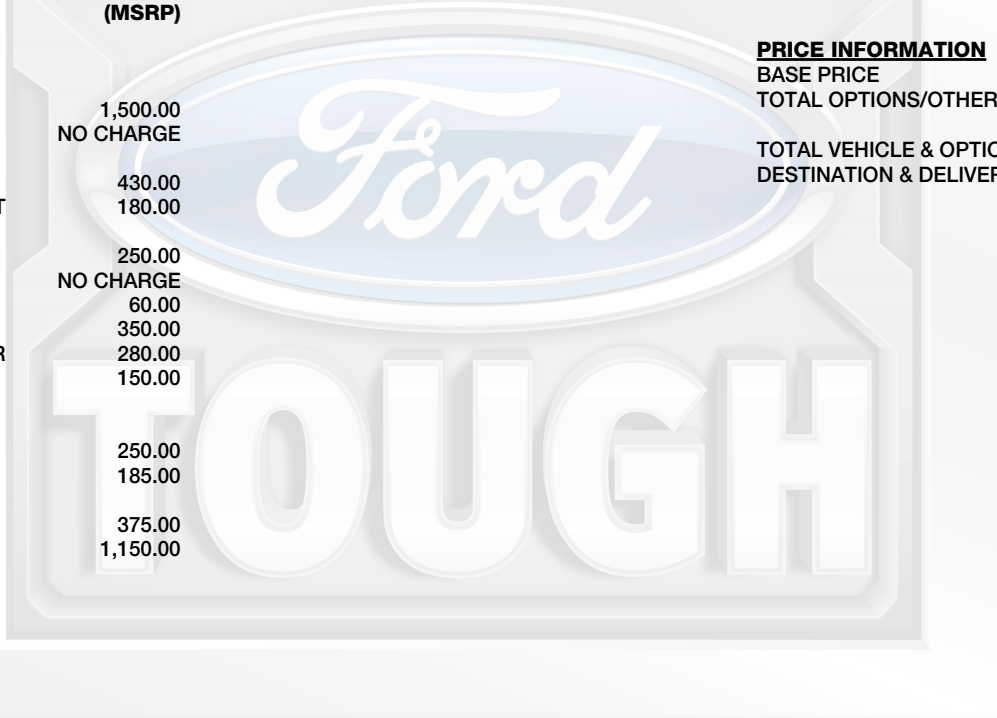 (MSRP)
1,500.00
NO CHARGE
430.00
T 180.00
250.00
NO CHARGE
60.00
350.00
R 280.00
150.00
250.00
185.00
375.00
1,150.00
PRICE INFORMATION
BASE PRICE
TOTAL OPTIONS/OTHER
TOTAL VEHICLE & OPTIO
DESTINATION & DELIVER
Ford
TOUGH